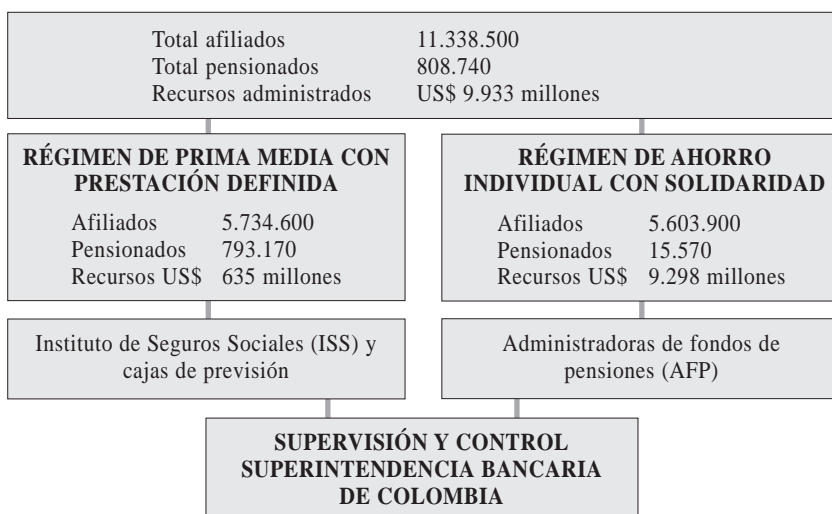 Total afiliados 11.338.500
Total pensionados 808.740
Recursos administrados US$ 9.933 millones
RÉGIMEN DE PRIMA MEDIA CON
PRESTACIÓN DEFINIDA
Afiliados 5.734.600
Pensionados 793.170
Recursos US$ 635 millones
RÉGIMEN DE AHORRO
INDIVIDUAL CON SOLIDARIDAD
Afiliados 5.603.900
Pensionados 15.570
Recursos US$ 9.298 millones
Instituto de Seguros Sociales (ISS) y
cajas de previsión
Administradoras de fondos de
pensiones (AFP)
SUPERVISIÓN Y CONTROL
SUPERINTENDENCIA BANCARIA
DE COLOMBIA